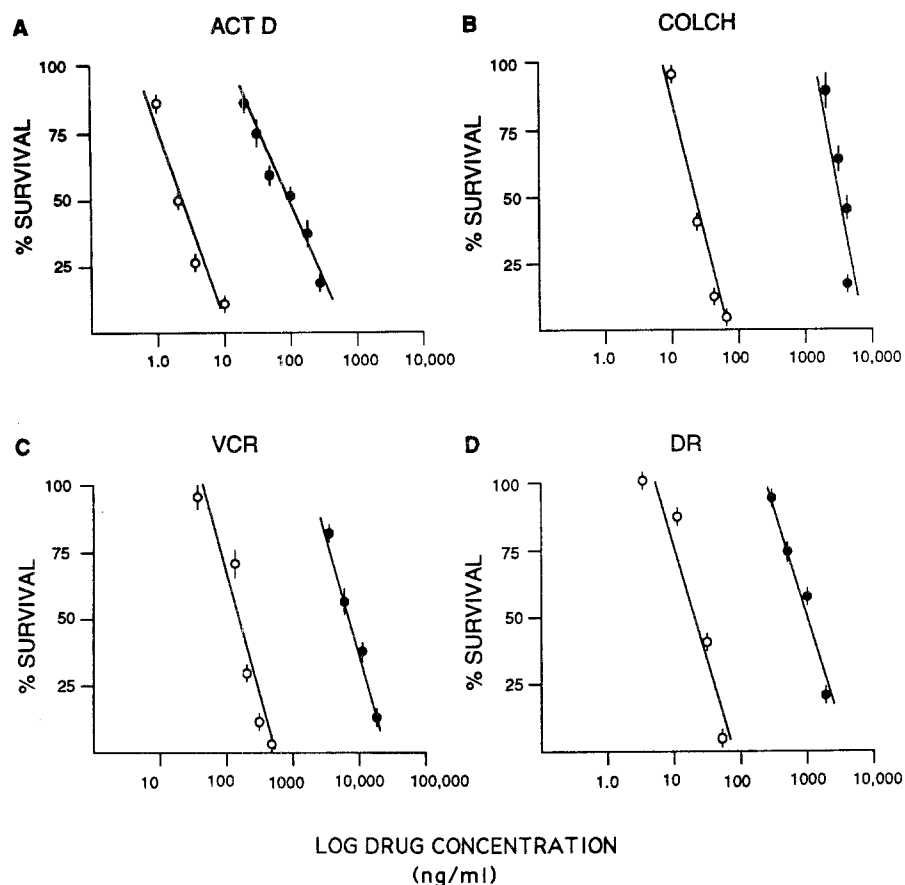 A ACT D
100
75
50
25
% SURVIVAL
1.0 10 100 1000 10,000
B COLCH
100
75
50
25
% SURVIVAL
1.0 10 100 1000 10,000
C VCR
100
75
50
25
% SURVIVAL
10 100 1000 10,000 100,000
D DR
100
75
50
25
% SURVIVAL
1.0 10 100 1000 10,000
LOG DRUG CONCENTRATION
(ng/ml)